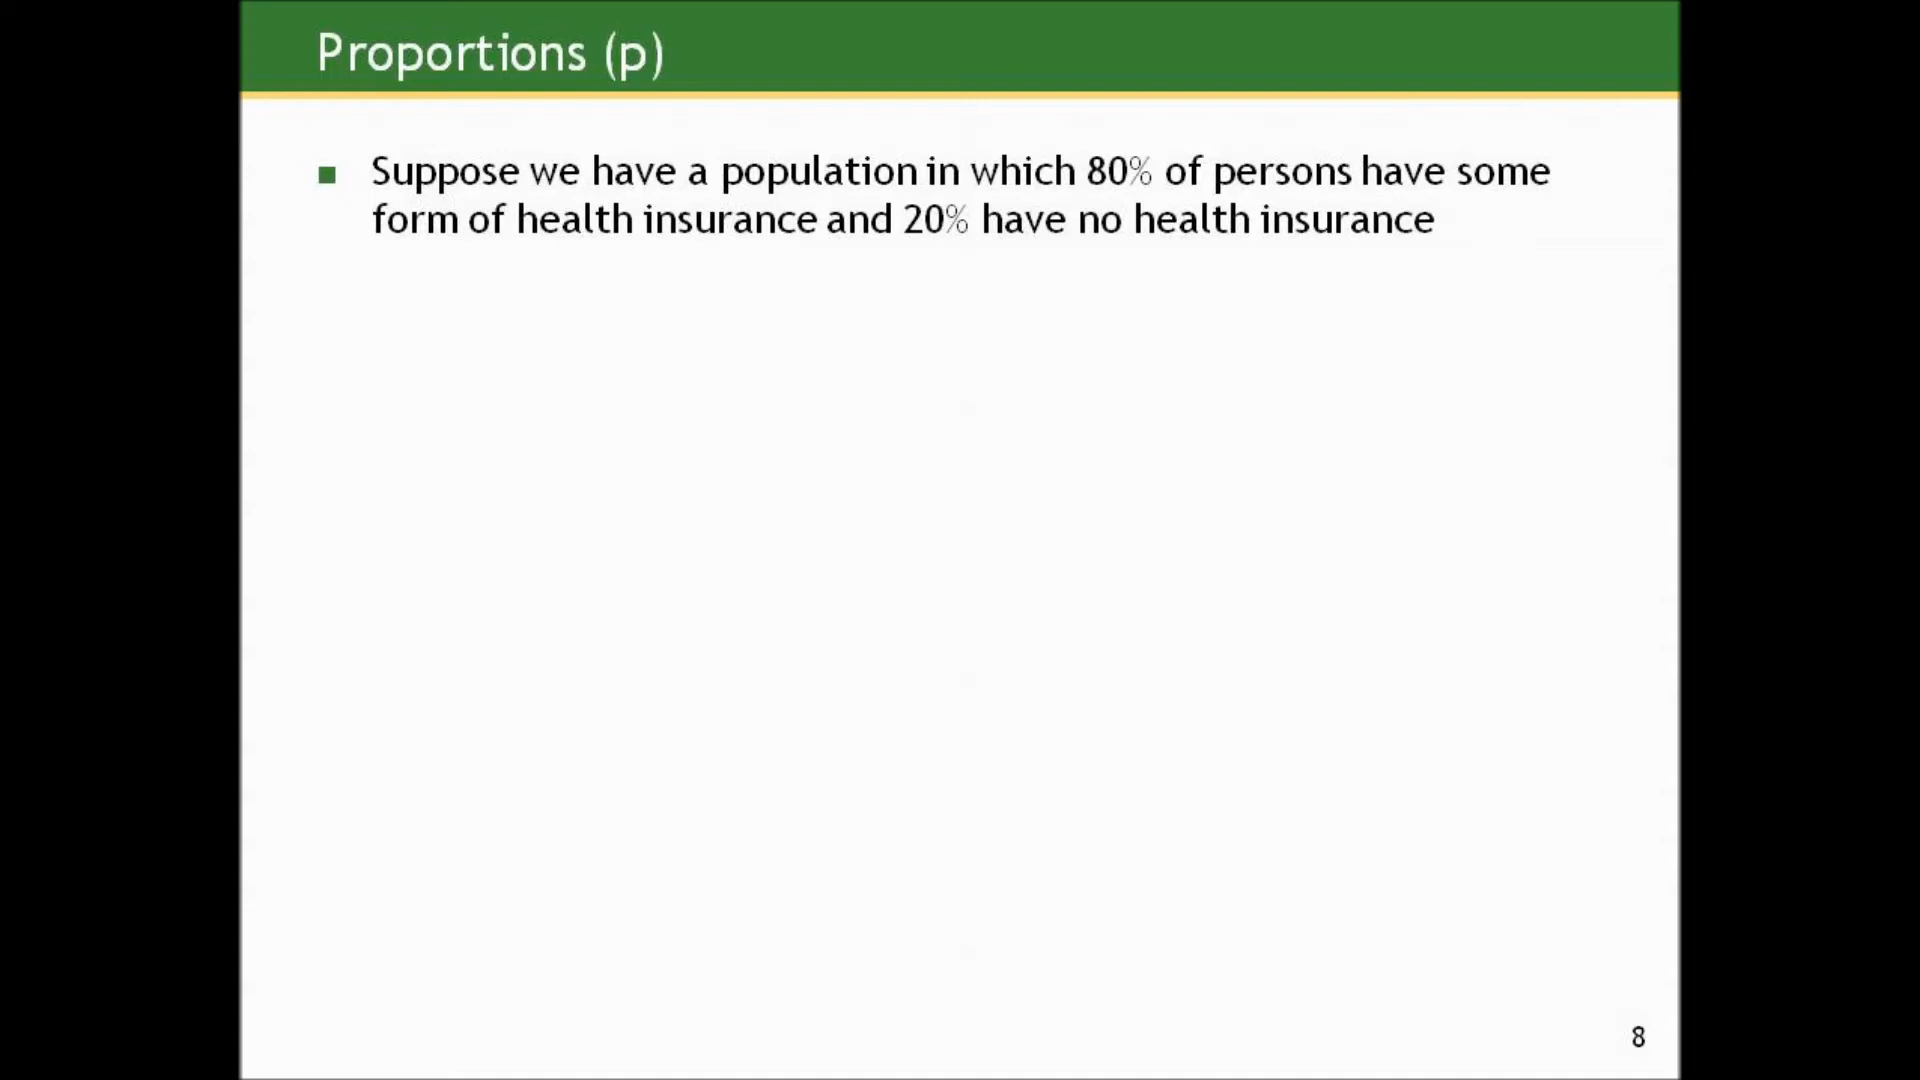 Proportions (p)
Suppose we have a population in which 80% of persons have some
form of health insurance and 20% have no health insurance
8